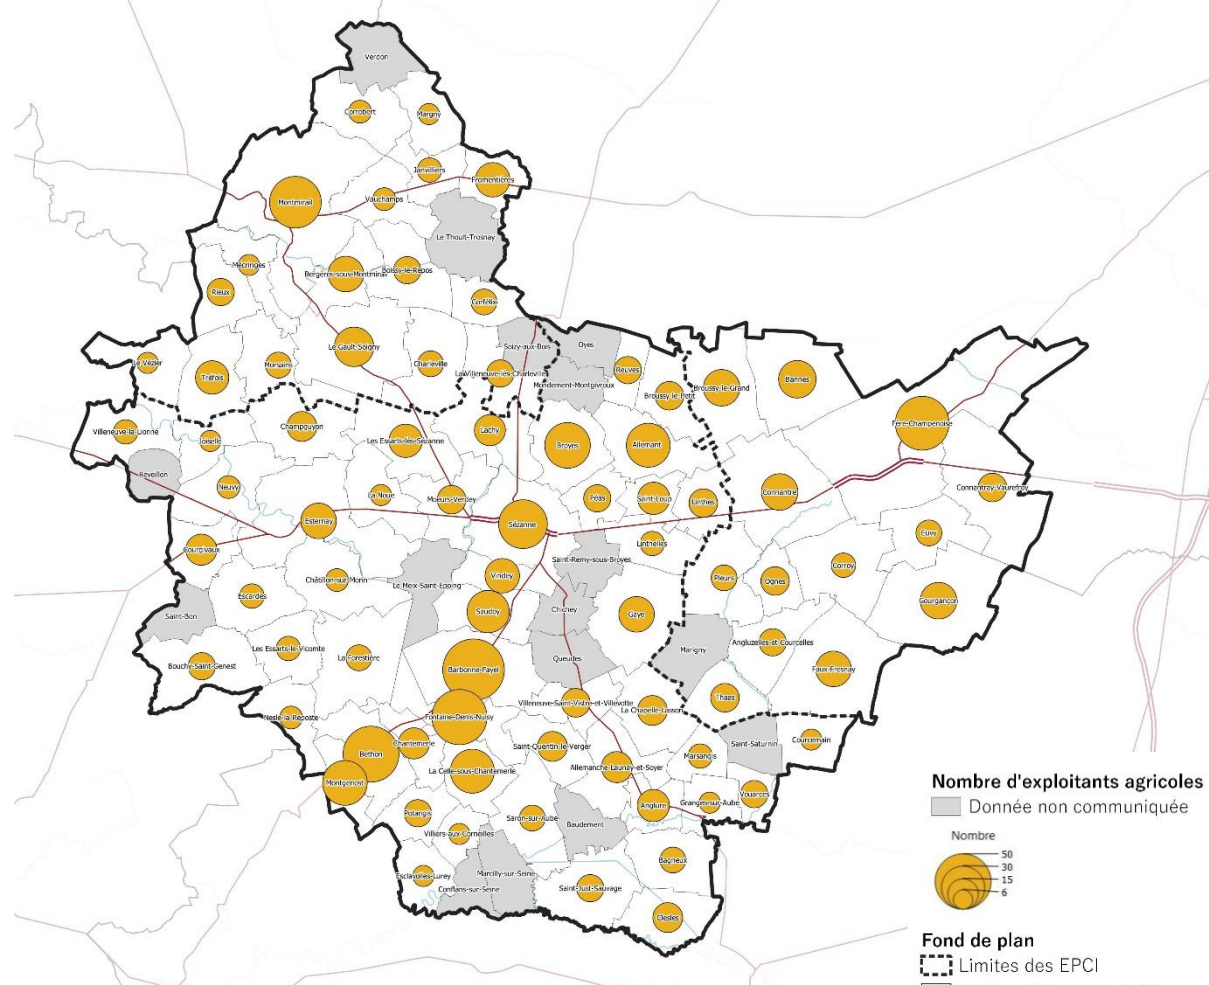 Verdon
Corrobert
Margny
Janvilliers
Fromentières
Vauchamps
Montmirail
Le Thoult-Trosnay
Mécringes
Bergères-sous-Montmirail
Boissy-le-Repos
Rieux
Corfélix
Le Gault-Soigny
Soizy-aux-Bois
Oyes
Le Vézier
Tréfols
Morsains
Charleville
La Villeneuve-lès-Charleville
Reuves
Mondement-Montgivroux
Broussy-le-Petit
Broussy-le-Grand
Bannes
Villeneuve-la-Lionne
Joiselle
Champguyon
Les Essarts-lès-Sézanne
Lachy
Broyes
Allemant
Fère-Champenoise
Réveillon
Neuvy
La Noue
Moeurs-Verdey
Péas
Saint-Loup
Linthes
Connantre
Connantray-Vaurefroy
Esternay
Sézanne
Courgivaux
Linthelles
Euvy
Saint-Remy-sous-Broyes
Châtillon-sur-Morin
Le Meix-Saint-Epoing
Vindey
Pleurs
Ognes
Corroy
Escardes
Saudoy
Chichey
Gaye
Gourgançon
Saint-Bon
Les Essarts-le-Vicomte
La Forestière
Bouchy-Saint-Genest
Barbonne-Fayel
Queudes
Marigny
Angluzelles-et-Courcelles
Faux-Fresnay
Nesle-la-Reposte
Fontaine-Denis-Nuisy
Villeneuve-Saint-Vistre-et-Villevotte
La Chapelle-Lasson
Thaas
Bethon
Chantemerle
Saint-Quentin-le-Verger
Saint-Saturnin
Courcemain
Montgenost
La Celle-sous-Chantemerle
Allemanche-Launay-et-Soyer
Marsangis
Potangis
Villiers-aux-Corneilles
Saron-sur-Aube
Baudement
Anglure
Granges-sur-Aube
Vouarces
Esclavolles-Lurey
Conflans-sur-Seine
Marcilly-sur-Seine
Saint-Just-Sauvage
Bagneux
Clesles
Nombre d'exploitants agricoles
Donnée non communiquée
Nombre
50
30
15
6
Fond de plan
Limites des EPCI